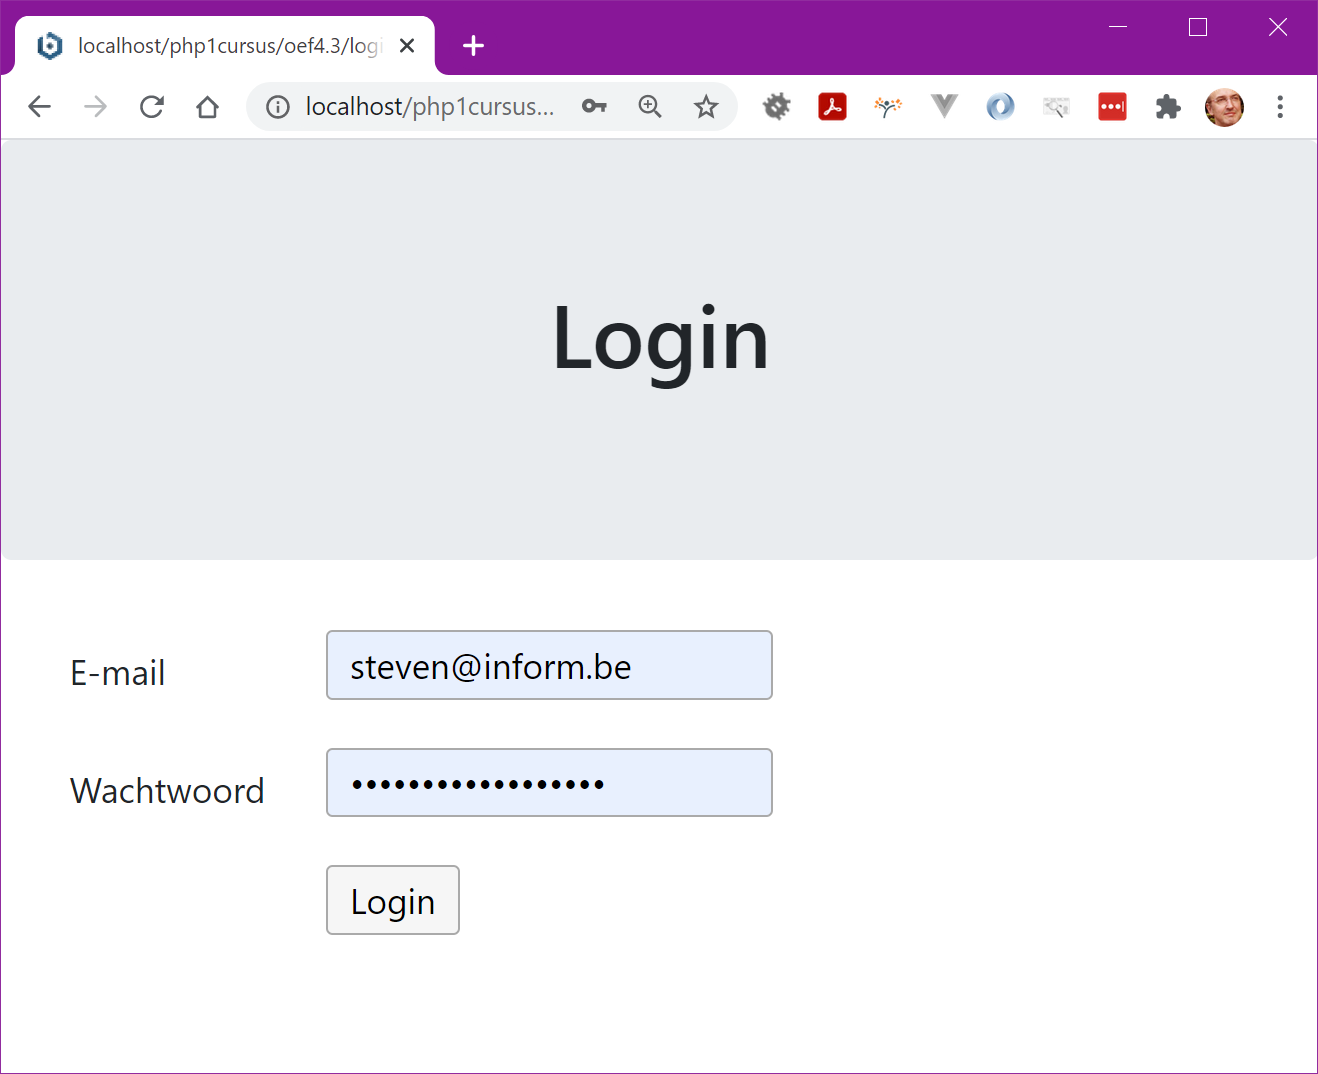 localhost/php1cursus/oef4.3/logi
localhost/php1cursus...
Login
E-mail
steven@inform.be
Wachtwoord
••••••••••••••••••
Login